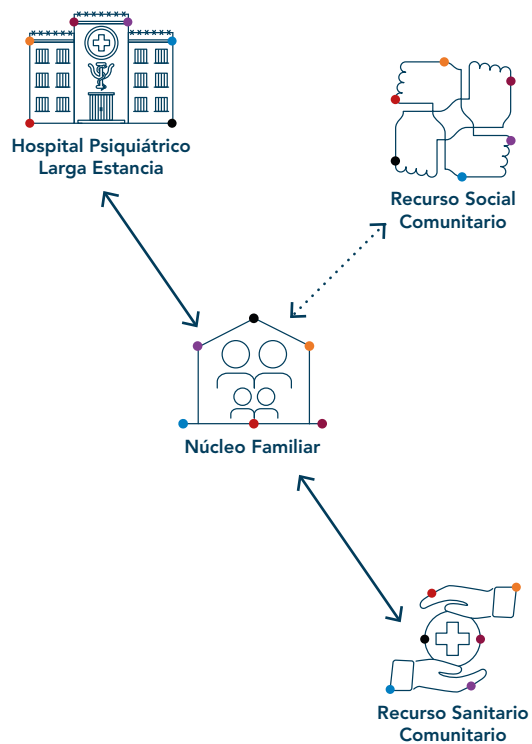 Hospital Psiquiátrico
Larga Estancia
Recurso Social
Comunitario
Núcleo Familiar
Recurso Sanitario
Comunitario